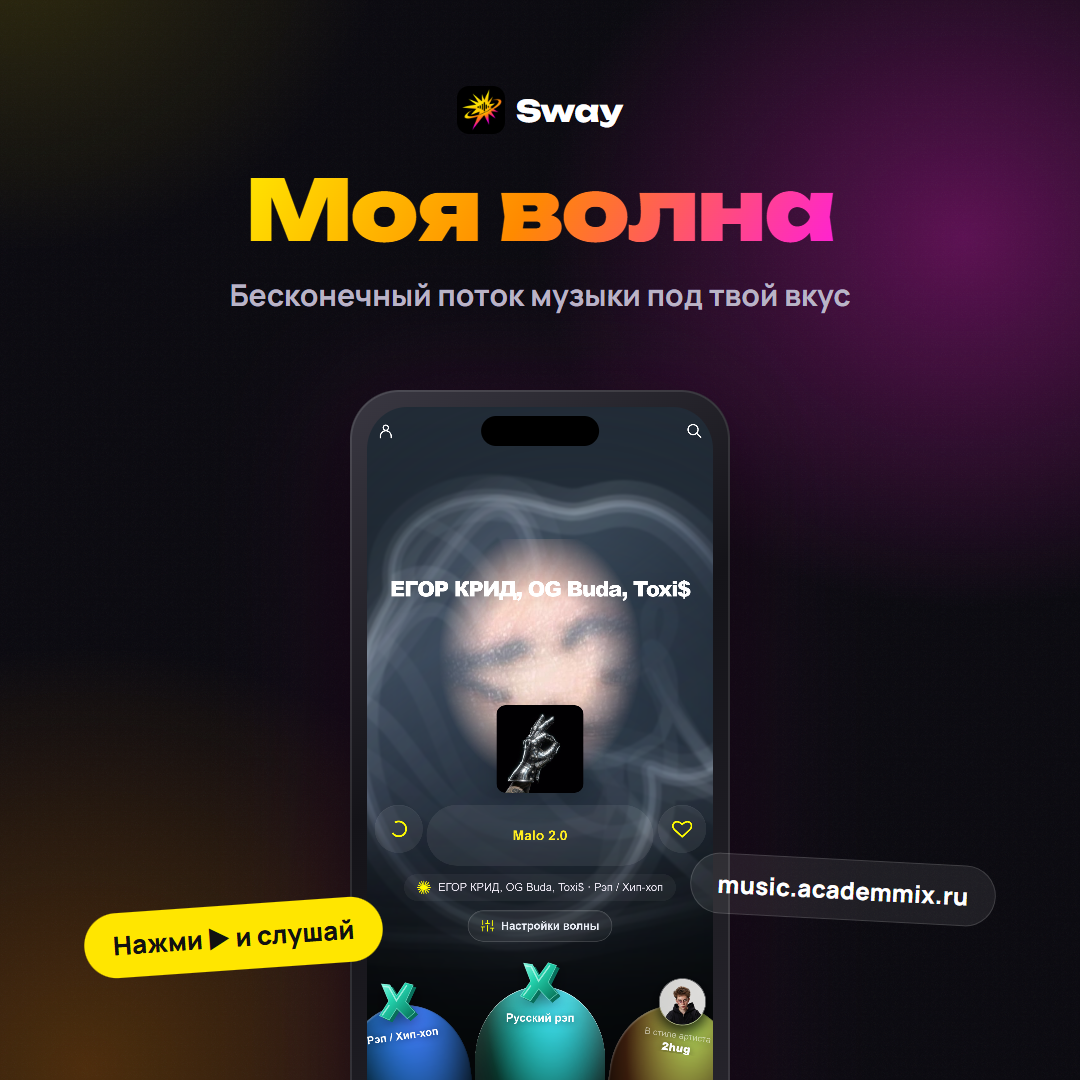 Sway
Моя волна
Бесконечный поток музыки под твой вкус
ЕГОР КРИД, OG Buda, Toxi$
Malo 2.0
ЕГОР КРИД, OG Buda, Toxi$ · Рэп / Хип-хоп
music.academmix.ru
Нажми ▶ и слушай
Настройки волны
Рэп / Хип-хоп
Русский рэп
В стиле артиста
2hug